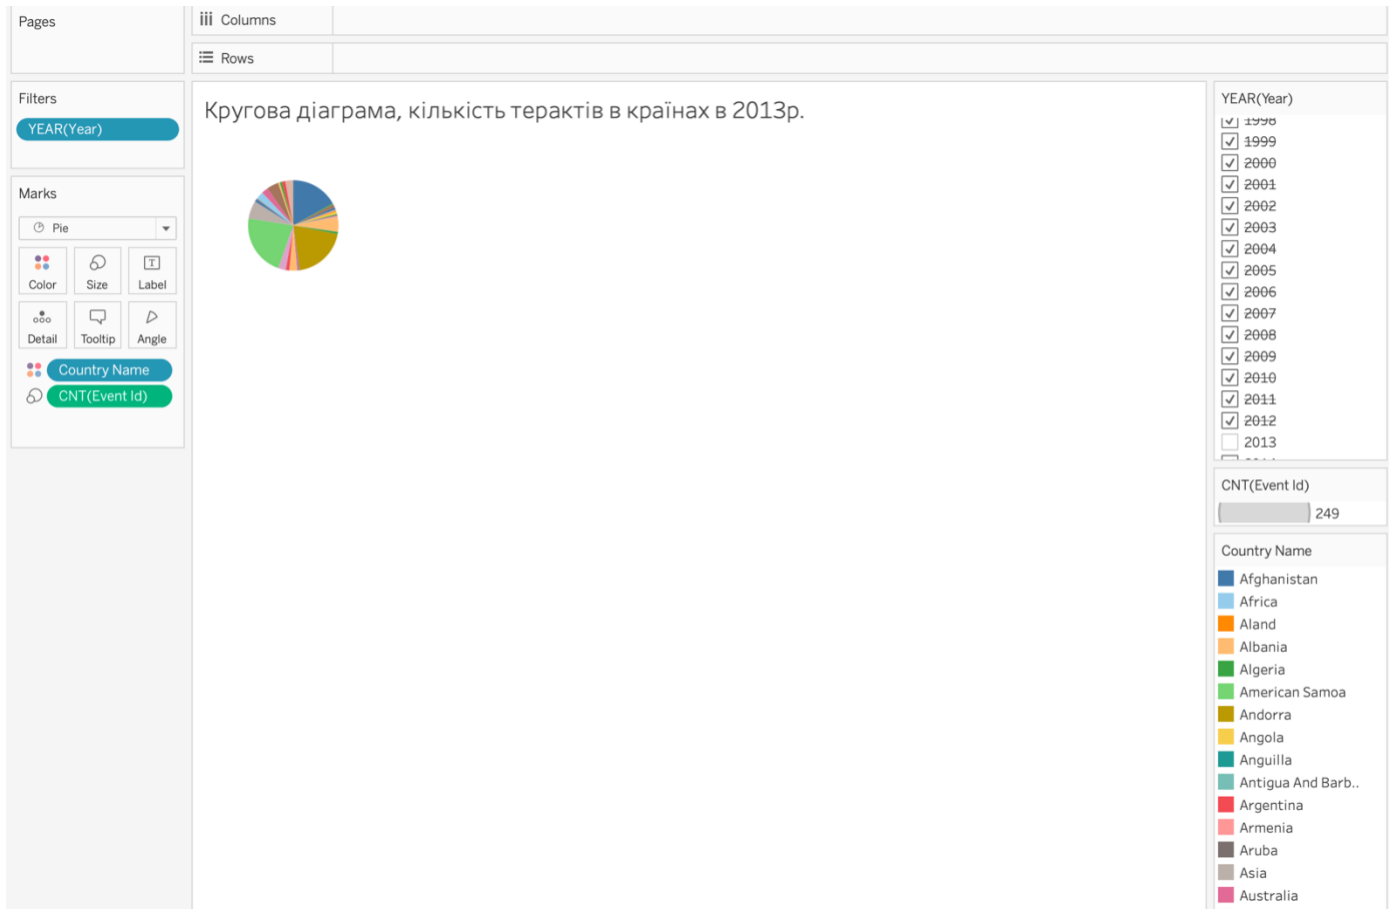 Pages
Columns
Rows
Filters
YEAR(Year)
Marks
Pie
Color
Size
Label
Detail
Tooltip
Angle
Country Name
CNT(Event Id)
Кругова діаграма, кількість терактів в країнах в 2013р.
YEAR(Year)
1998
1999
2000
2001
2002
2003
2004
2005
2006
2007
2008
2009
2010
2011
2012
2013
CNT(Event Id)
249
Country Name
Afghanistan
Africa
Aland
Albania
Algeria
American Samoa
Andorra
Angola
Anguilla
Antigua And Barb..
Argentina
Armenia
Aruba
Asia
Australia